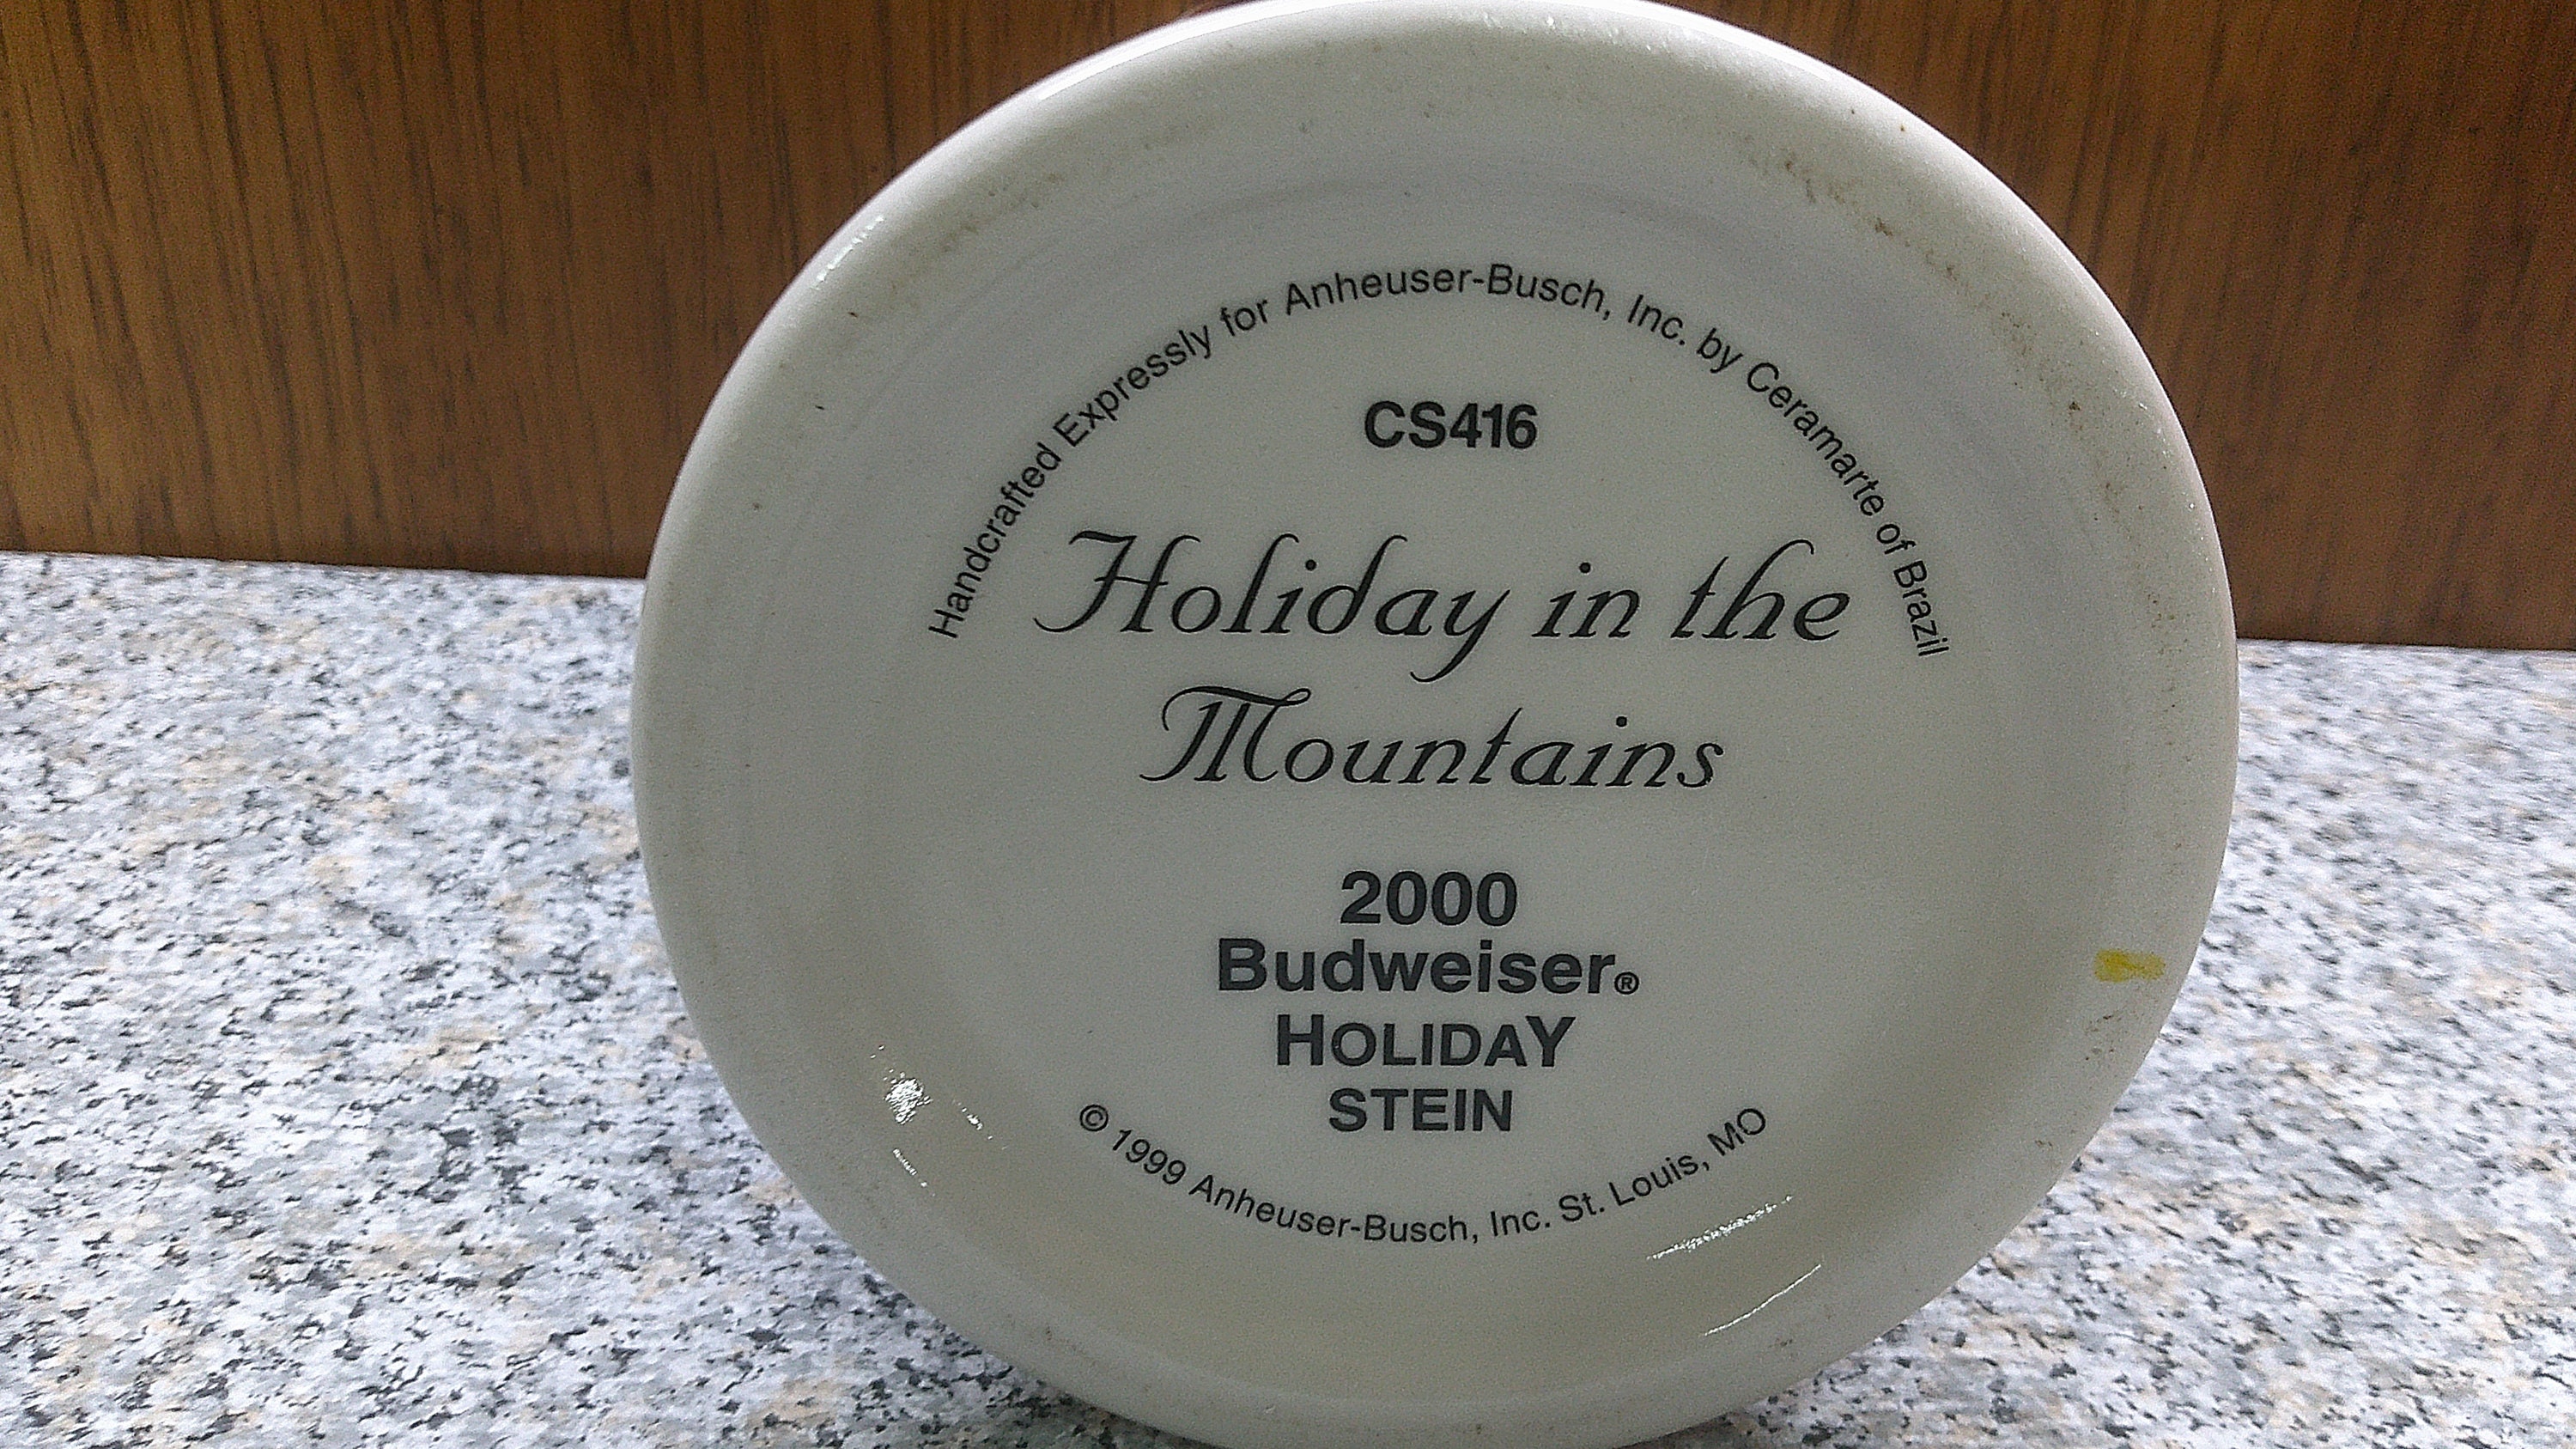 Handcrafted Expressly for Anheuser-Busch, Inc. by Ceramarte of Brazil
CS416
Holiday in the
Mountains
2000
Budweiser®
HOLIDAY
STEIN
© 1999 Anheuser-Busch, Inc. St. Louis, MO